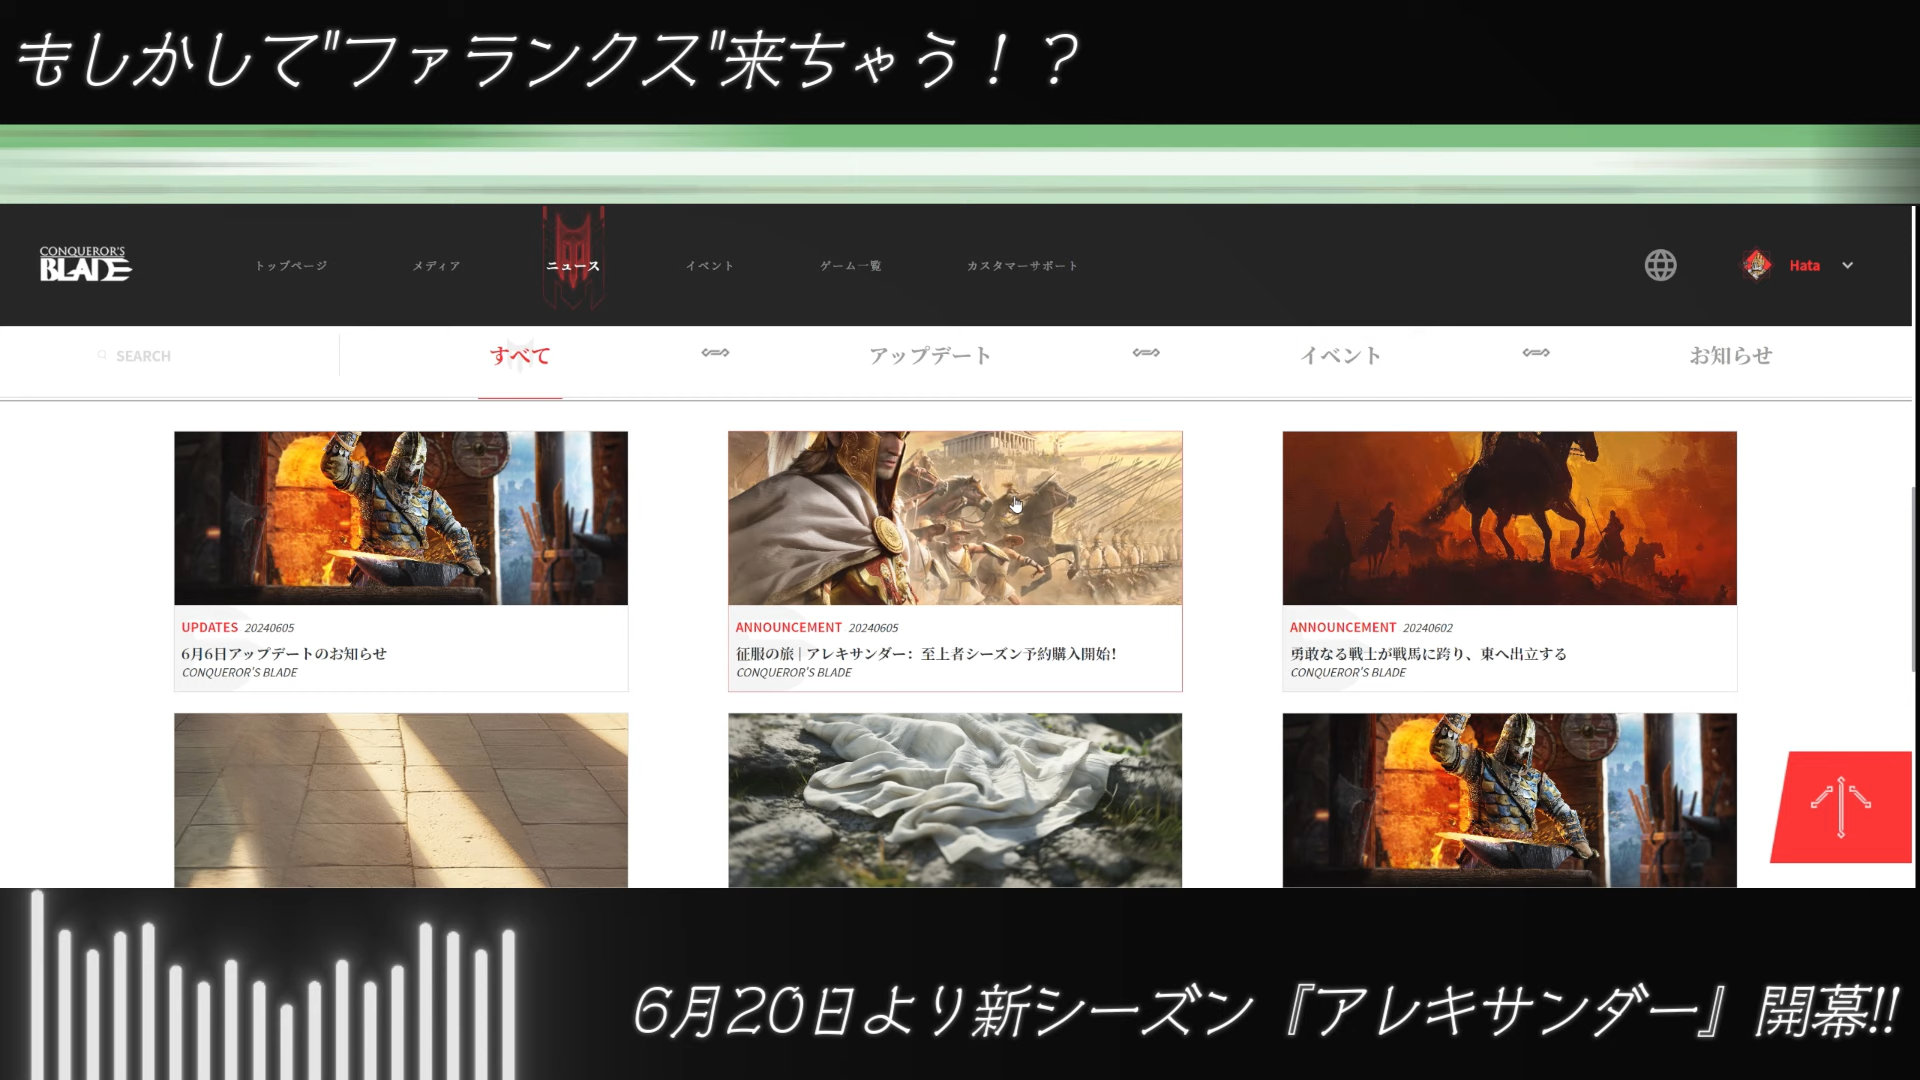 もしかして"ファランクス"来ちゃう！？
CONQUEROR'S
BLADE
トップページ
メディア
ニュース
イベント
ゲーム一覧
カスタマーサポート
Hata
SEARCH
すべて
アップデート
イベント
お知らせ
UPDATES 20240605
6月6日アップデートのお知らせ
CONQUEROR'S BLADE
ANNOUNCEMENT 20240605
征服の旅 | アレキサンダー：至上者シーズン予約購入開始！
CONQUEROR'S BLADE
ANNOUNCEMENT 20240602
勇敢なる戦士が戦馬に跨り、東へ出立する
CONQUEROR'S BLADE
6月20日より新シーズン『アレキサンダー』開幕!!